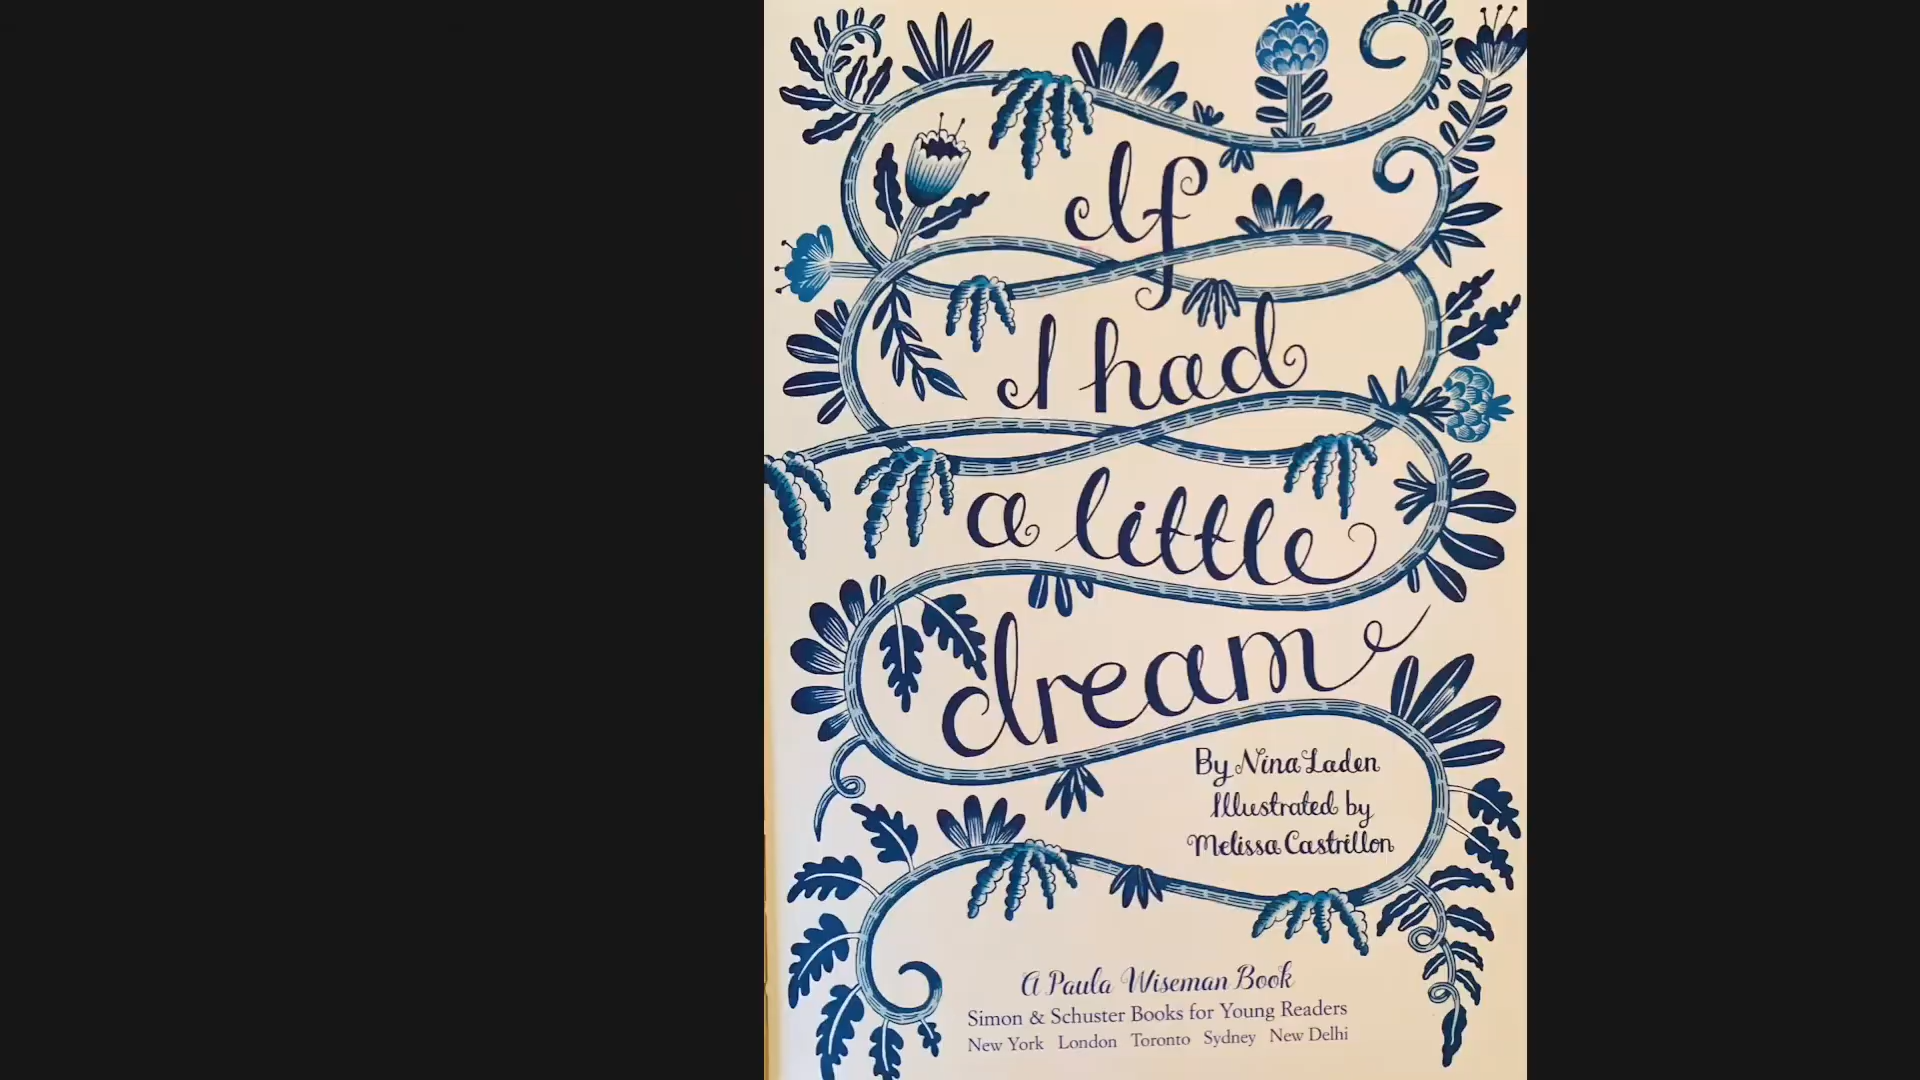 If
I had
a little
dream
By Nina Laden
Illustrated by
Melissa Castrillon
A Paula Wiseman Book
Simon & Schuster Books for Young Readers
New York London Toronto Sydney New Delhi